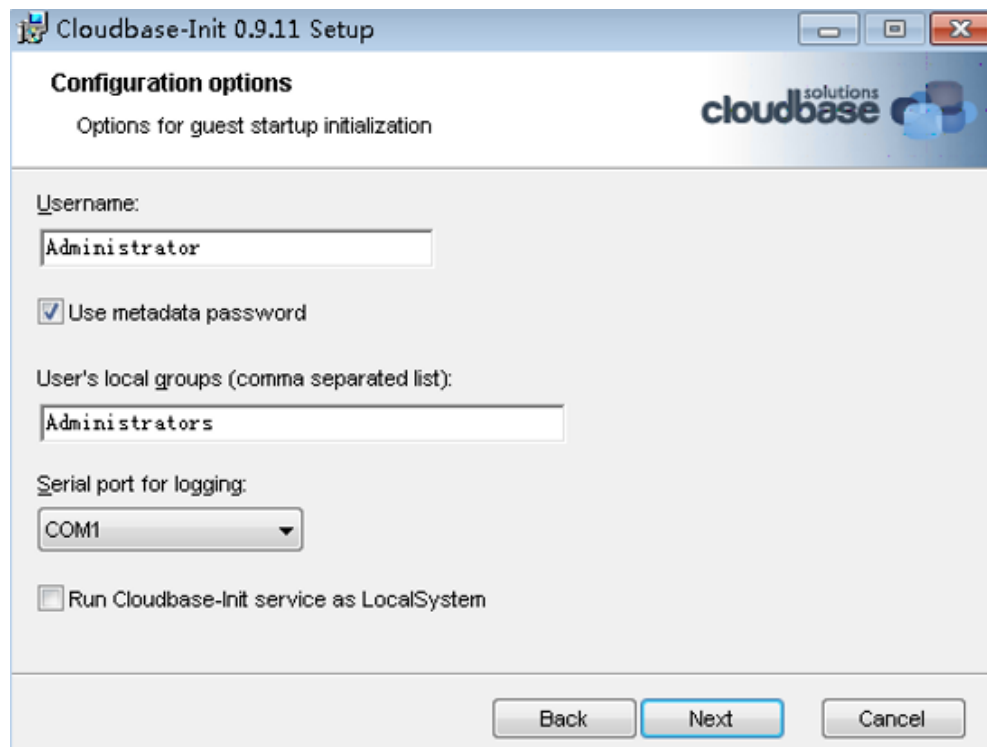 Cloudbase-Init 0.9.11 Setup
Configuration options
Options for guest startup initialization
cloudbase solutions
Username:
Administrator
Use metadata password
User's local groups (comma separated list):
Administrators
Serial port for logging:
COM1
Run Cloudbase-Init service as LocalSystem
Back Next Cancel